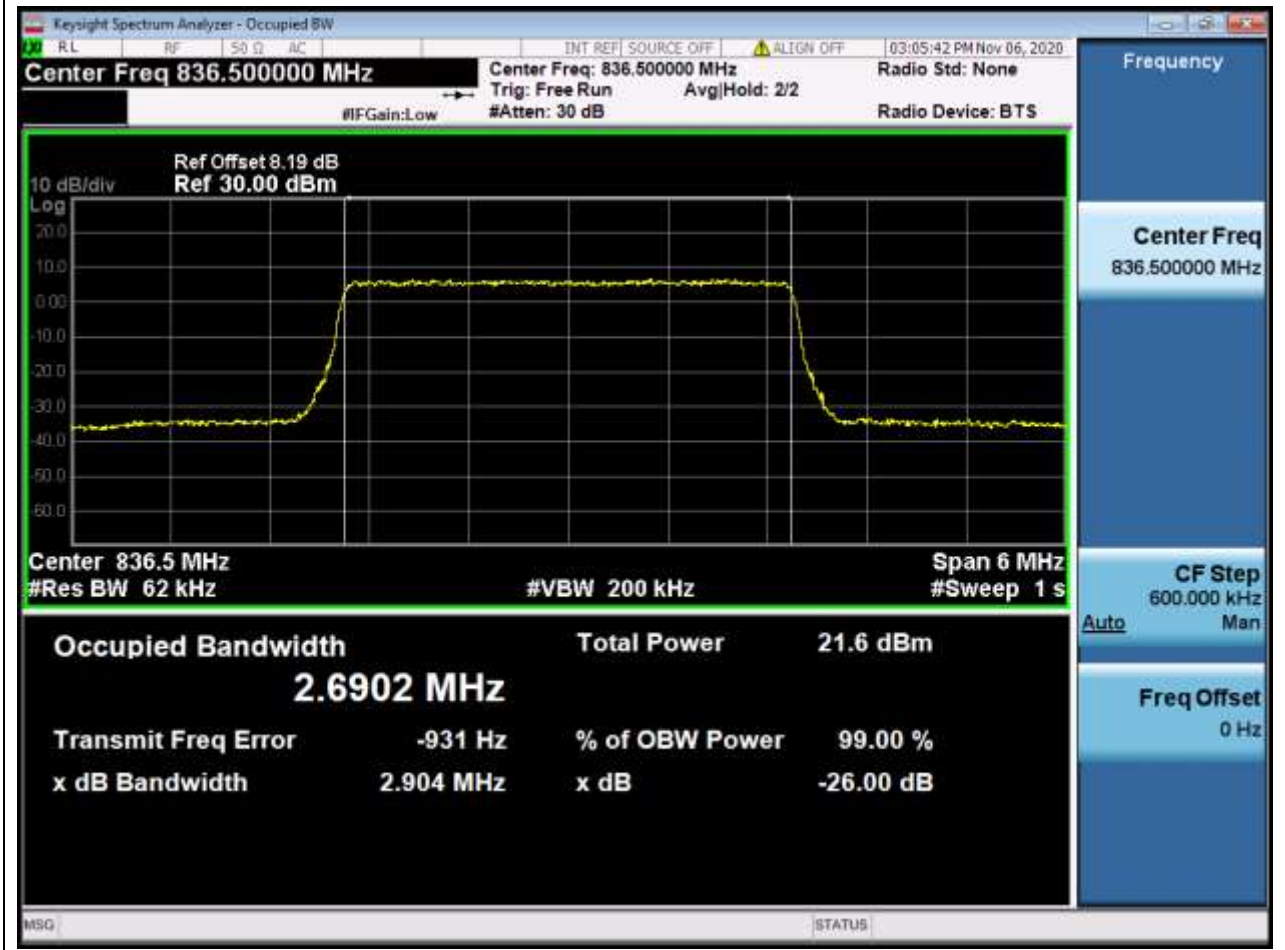 Keysight Spectrum Analyzer - Occupied BW
LXI RL RF 50 Ω AC INT REF SOURCE OFF ALIGN OFF 03:05:42 PM Nov 06, 2020
Center Freq 836.500000 MHz
Center Freq: 836.500000 MHz
Radio Std: None
Trig: Free Run Avg|Hold: 2/2
#IFGain:Low
#Atten: 30 dB
Radio Device: BTS
Ref Offset 8.19 dB
10 dB/div Ref 30.00 dBm
Log
20.0
10.0
0.00
-10.0
-20.0
-30.0
-40.0
-50.0
-60.0
Center 836.5 MHz Span 6 MHz
#Res BW 62 kHz #VBW 200 kHz #Sweep 1 s
Occupied Bandwidth Total Power 21.6 dBm
2.6902 MHz
Transmit Freq Error -931 Hz % of OBW Power 99.00 %
x dB Bandwidth 2.904 MHz x dB -26.00 dB
Frequency
Center Freq
836.500000 MHz
CF Step
600.000 kHz
Auto Man
Freq Offset
0 Hz
MSG STATUS